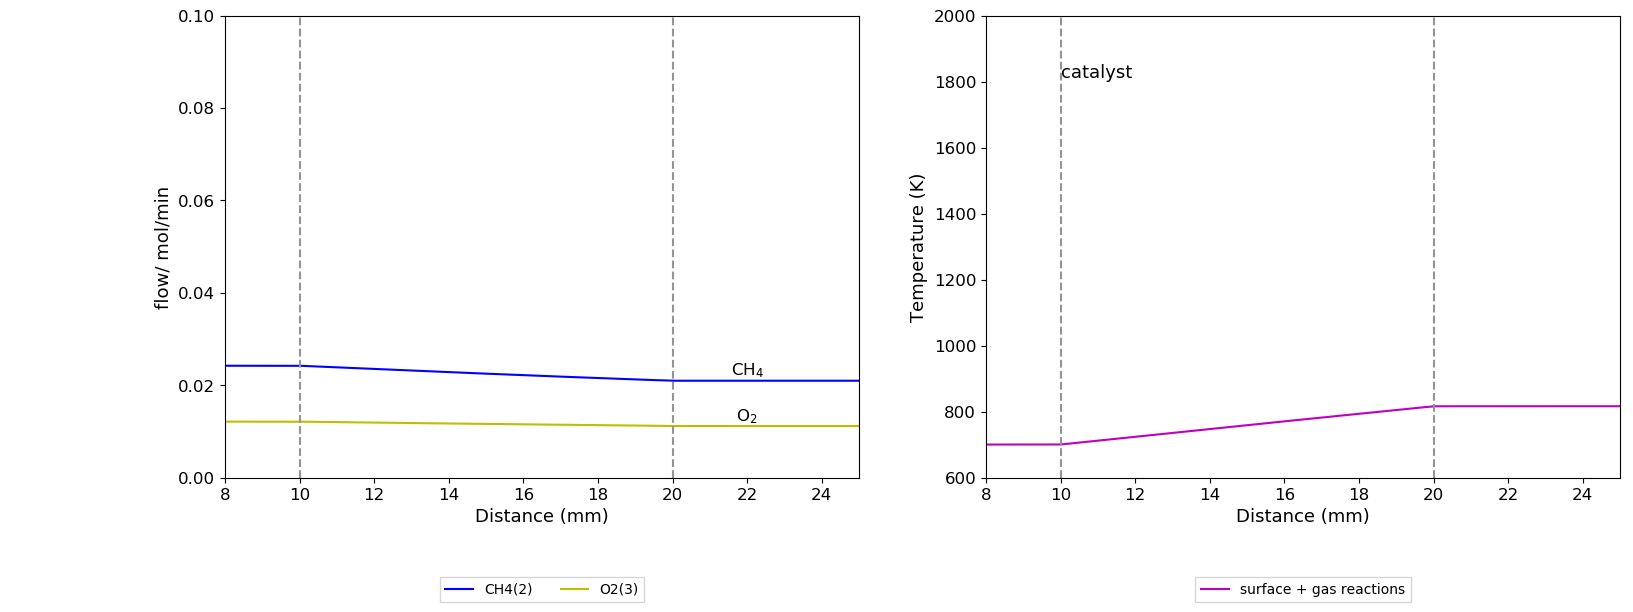 0.10
0.08
0.06
0.04
0.02
0.00
flow/ mol/min
CH₄
O₂
8 10 12 14 16 18 20 22 24
Distance (mm)
CH4(2) O2(3)
2000
1800
1600
1400
1200
1000
800
600
Temperature (K)
catalyst
8 10 12 14 16 18 20 22 24
Distance (mm)
surface + gas reactions